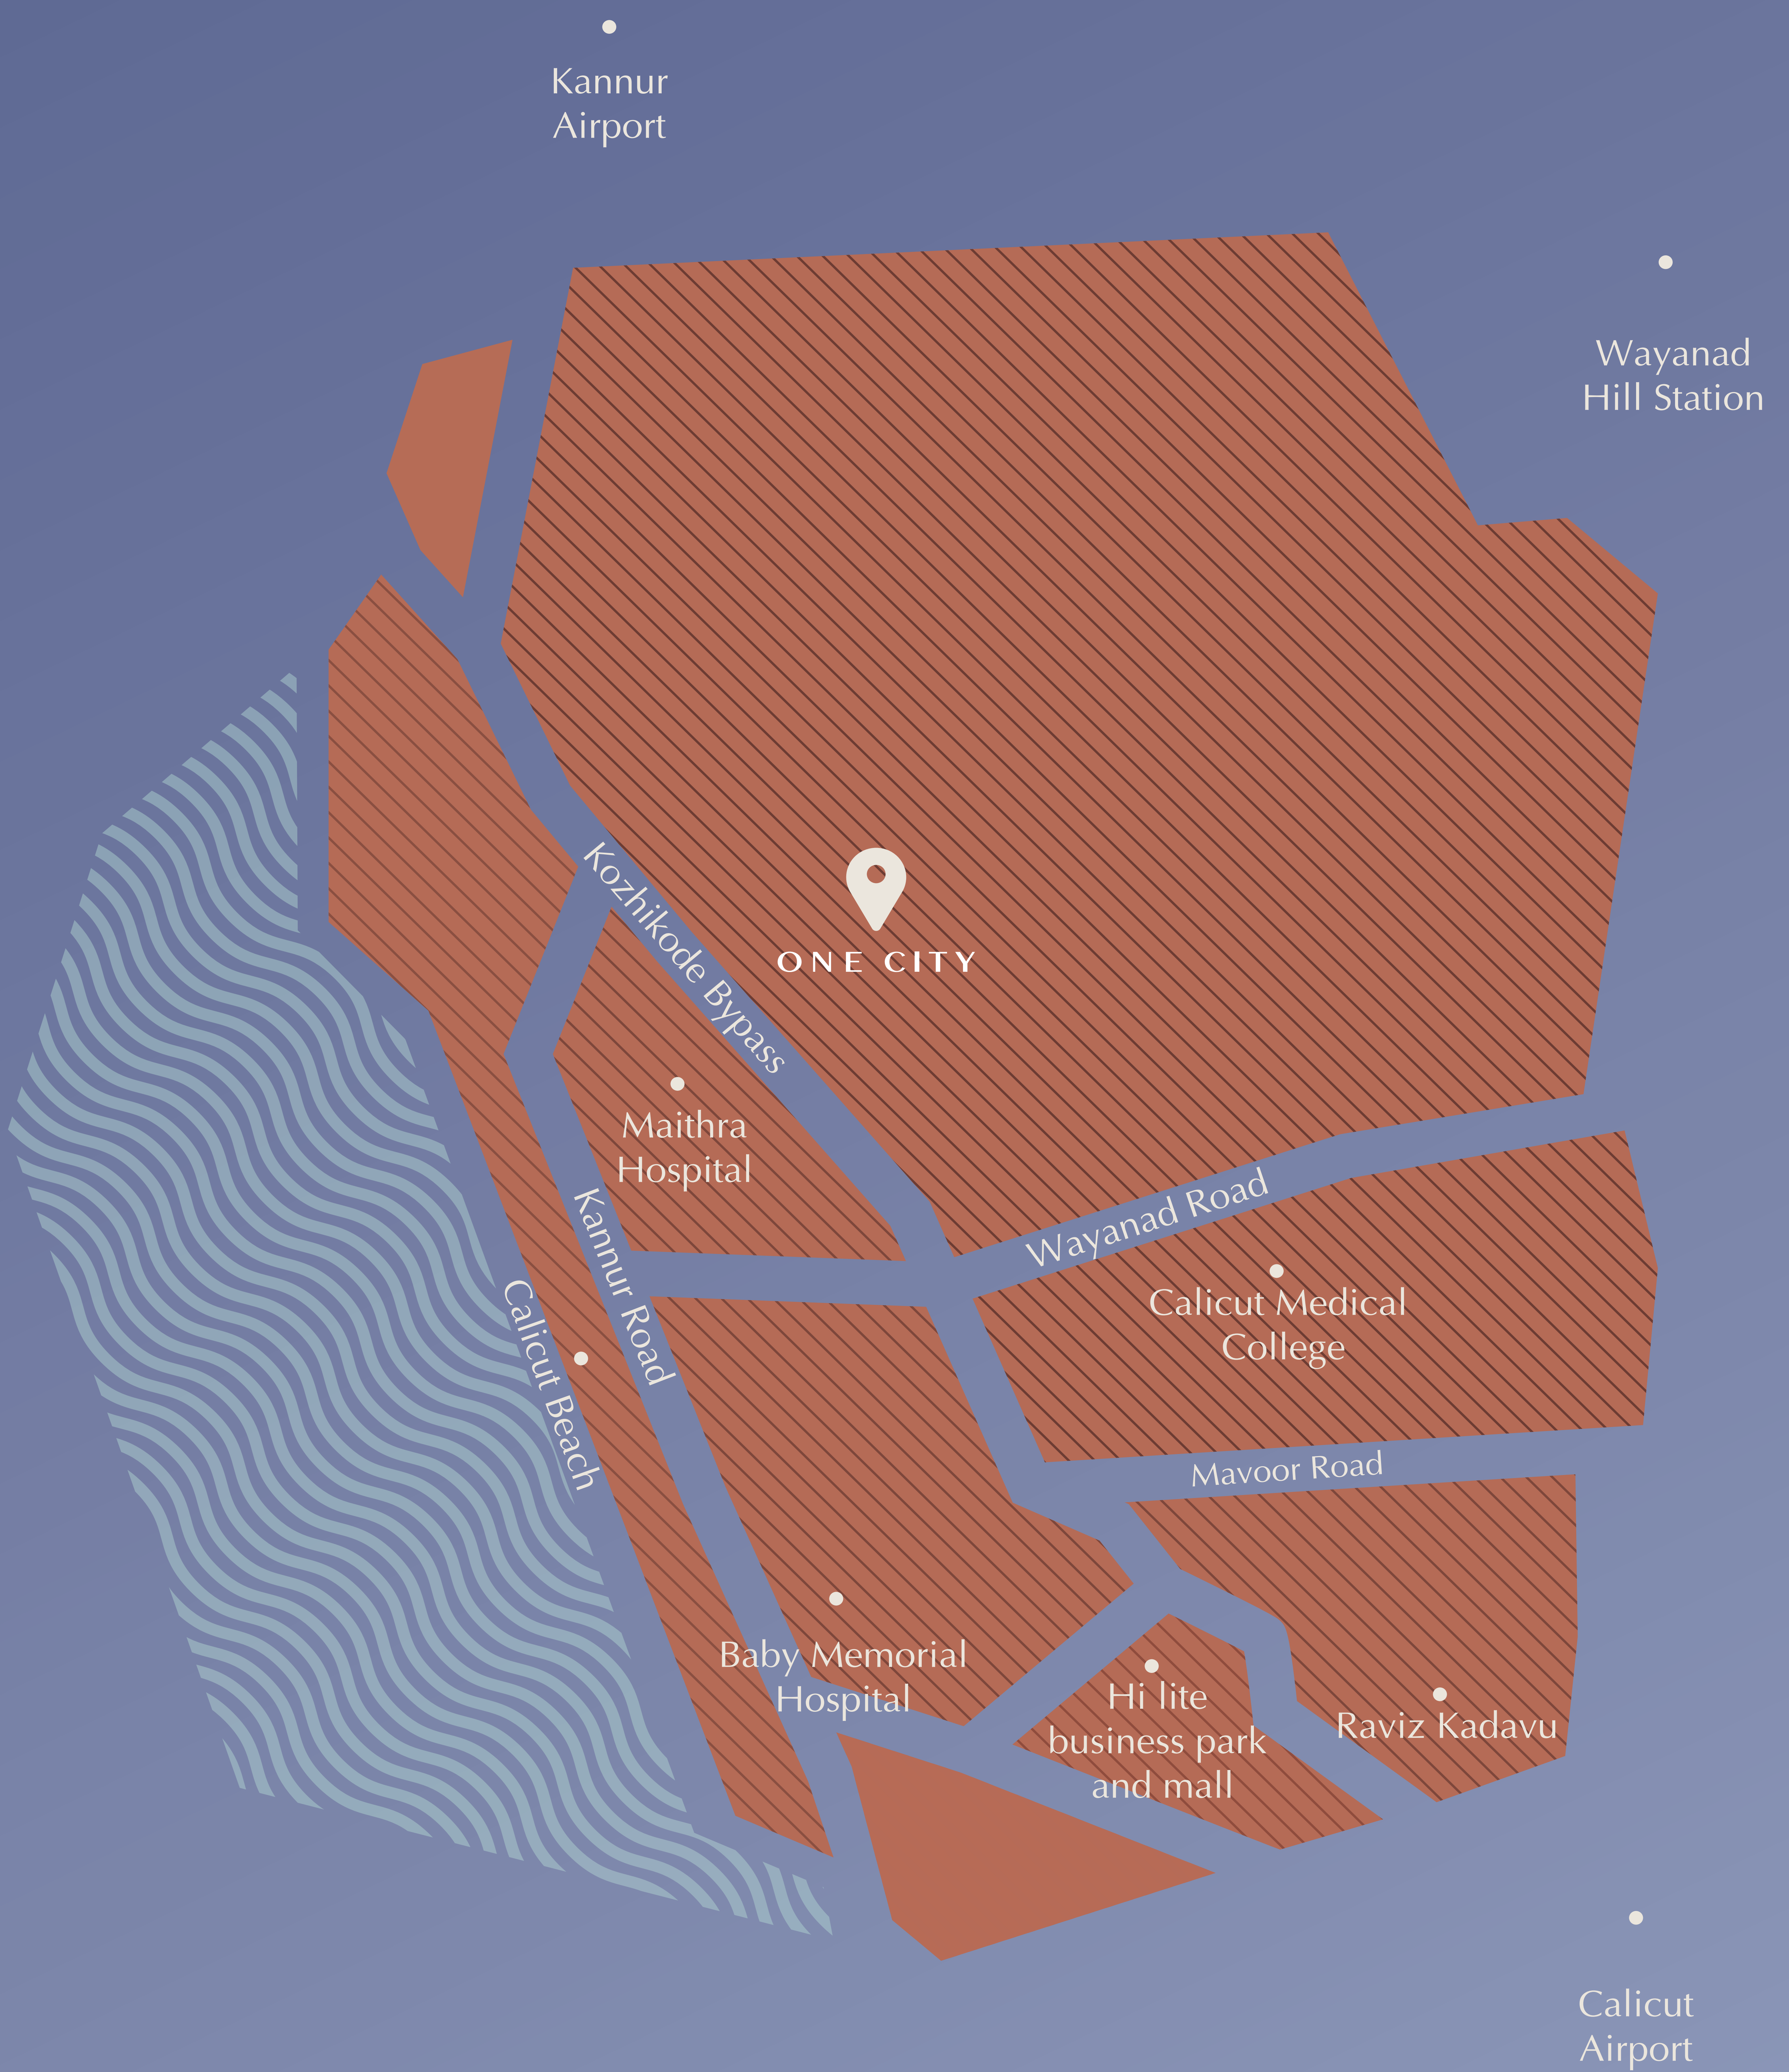 Kannur
Airport
Wayanad
Hill Station
Kozhikode Bypass
ONE CITY
Maithra
Hospital
Wayanad Road
Kannur Road
Calicut Medical
College
Calicut Beach
Mavoor Road
Baby Memorial
Hospital
Hi lite
business park
and mall
Raviz Kadavu
Calicut
Airport